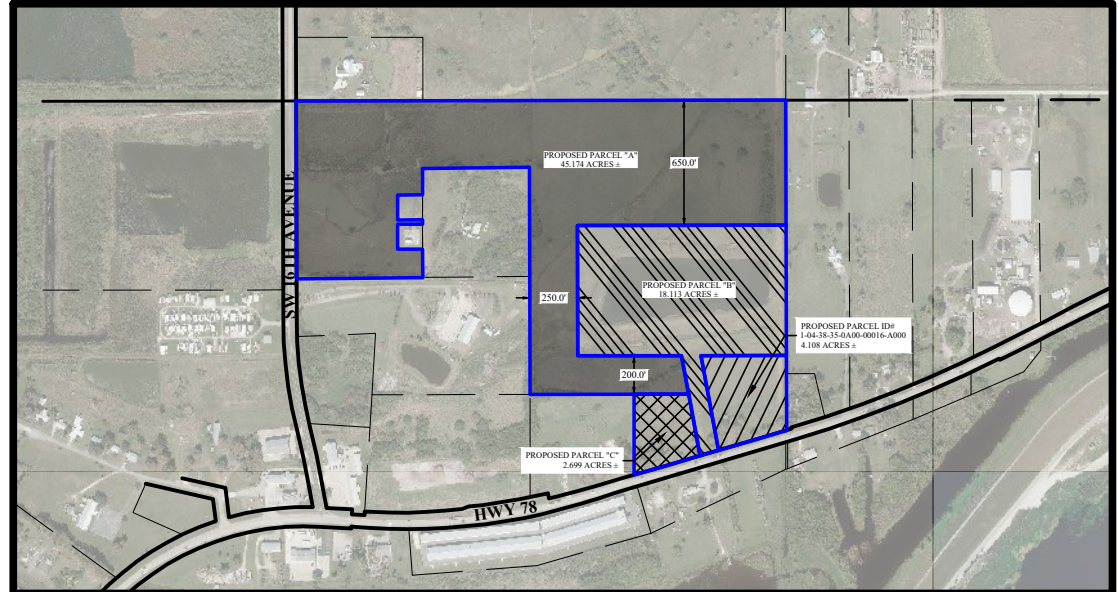 PROPOSED PARCEL "A"
45.174 ACRES ±
650.0'
SW 16TH AVENUE
250.0'
PROPOSED PARCEL "B"
18.113 ACRES ±
PROPOSED PARCEL ID#
1-04-38-35-0A00-00016-A000
4.108 ACRES ±
200.0'
PROPOSED PARCEL "C"
2.699 ACRES ±
HWY 78